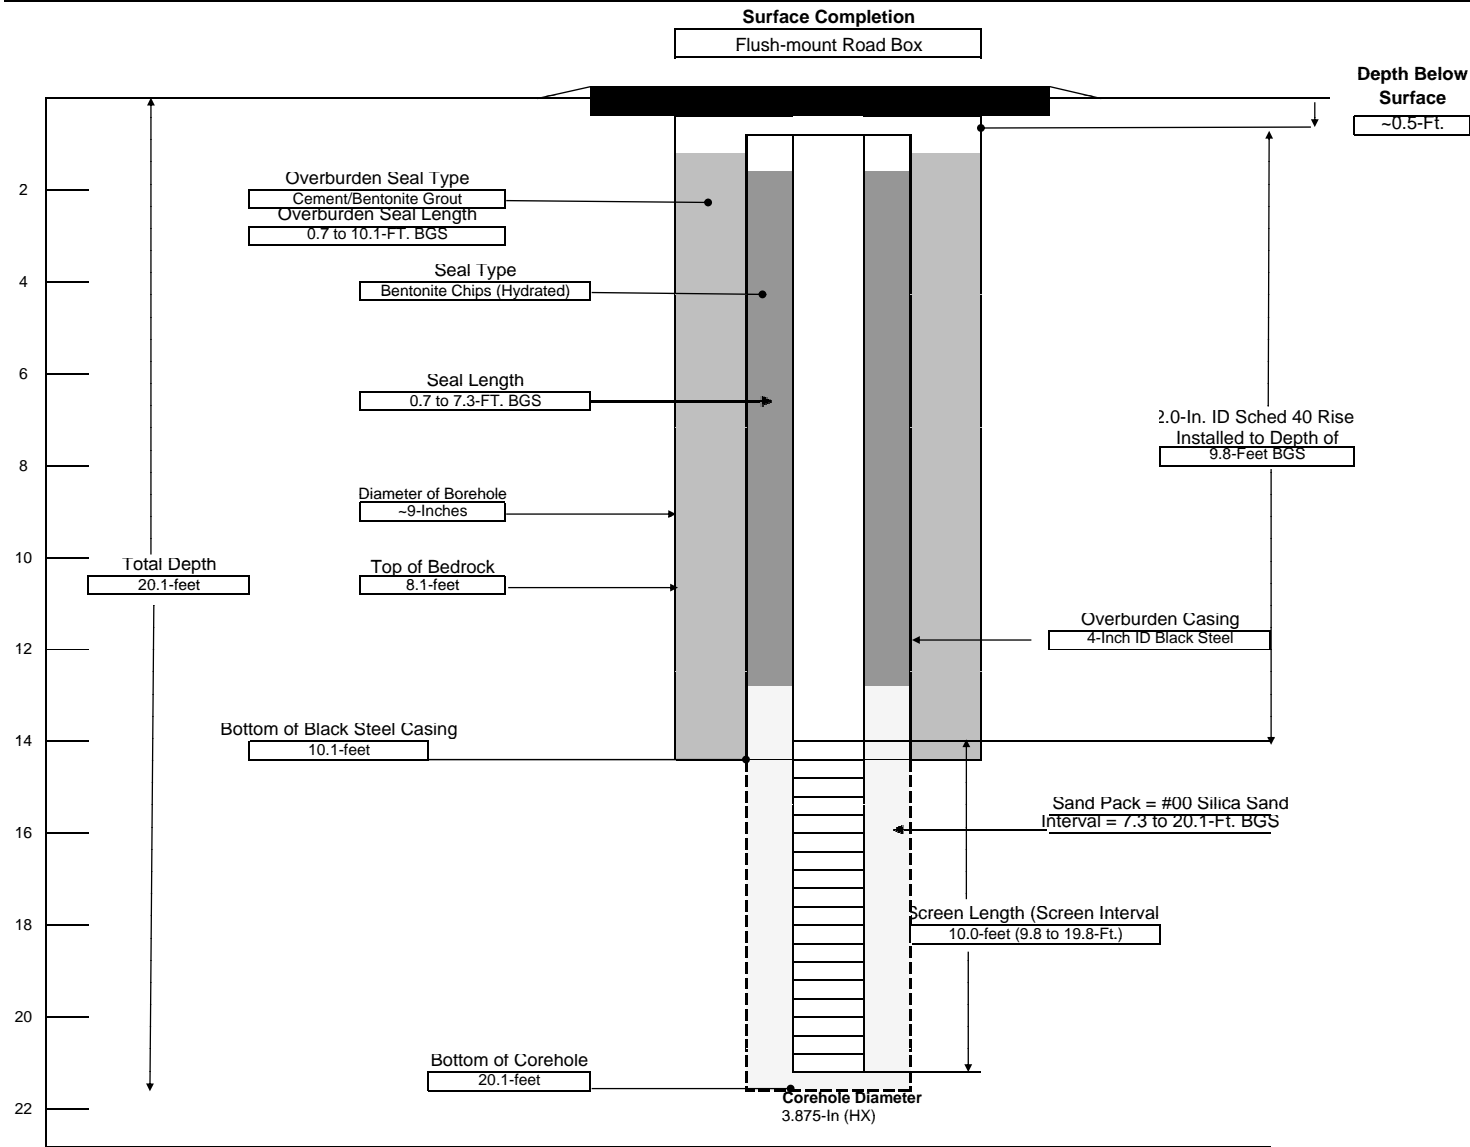 Surface Completion
Flush-mount Road Box
Depth Below
Surface
~0.5-Ft.
2
Overburden Seal Type
Cement/Bentonite Grout
Overburden Seal Length
0.7 to 10.1-FT. BGS
Seal Type
4
Bentonite Chips (Hydrated)
6
Seal Length
0.7 to 7.3-FT. BGS
2.0-In. ID Sched 40 Rise
Installed to Depth of
9.8-Feet BGS
8
Diameter of Borehole
~9-Inches
10
Total Depth
20.1-feet
Top of Bedrock
8.1-feet
Overburden Casing
4-Inch ID Black Steel
12
Bottom of Black Steel Casing
14
10.1-feet
Sand Pack = #00 Silica Sand
Interval = 7.3 to 20.1-Ft. BGS
16
Screen Length (Screen Interval
18
10.0-feet (9.8 to 19.8-Ft.)
20
Bottom of Corehole
20.1-feet
Corehole Diameter
3.875-In (HX)
22